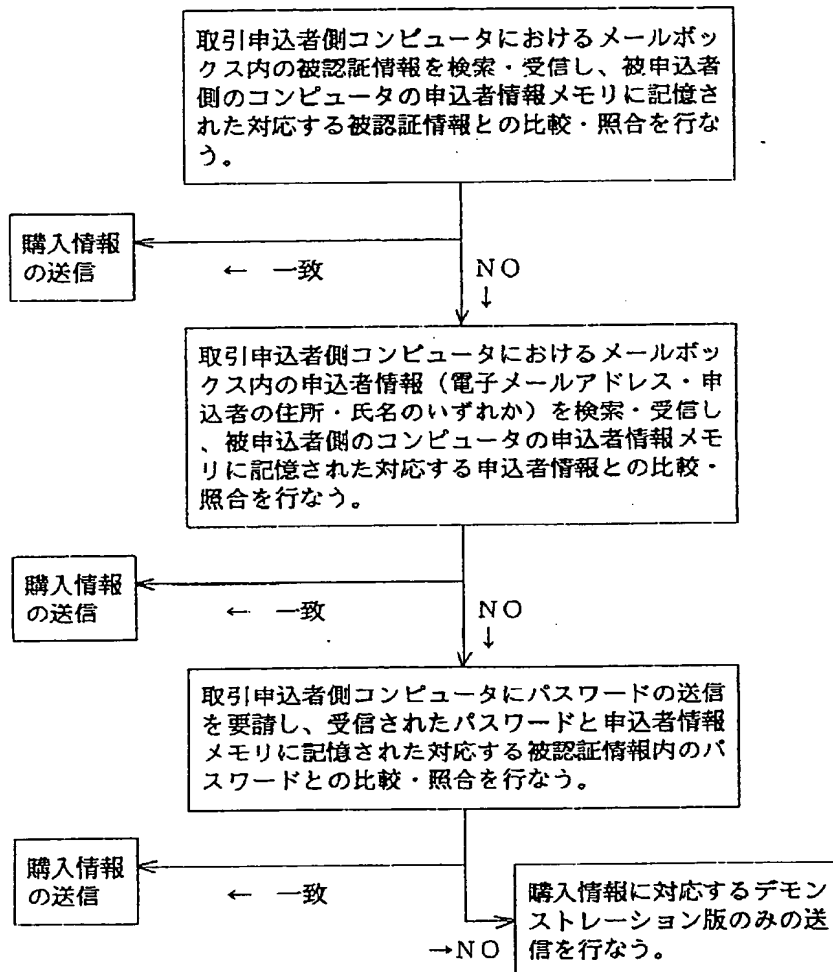 取引申込者側コンピュータにおけるメールボッ
クス内の被認証情報を検索・受信し、被申込者
側のコンピュータの申込者情報メモリに記憶さ
れた対応する被認証情報との比較・照合を行な
う。
購入情報
の送信
← 一致
NO
↓
取引申込者側コンピュータにおけるメールボッ
クス内の申込者情報（電子メールアドレス・申
込者の住所・氏名のいずれか）を検索・受信し
、被申込者側のコンピュータの申込者情報メモ
リに記憶された対応する申込者情報との比較・
照合を行なう。
購入情報
の送信
← 一致
NO
↓
取引申込者側コンピュータにパスワードの送信
を要請し、受信されたパスワードと申込者情報
メモリに記憶された対応する被認証情報内のパ
スワードとの比較・照合を行なう。
購入情報
の送信
← 一致
→NO
購入情報に対応するデモン
ストレーション版のみの送
信を行なう。